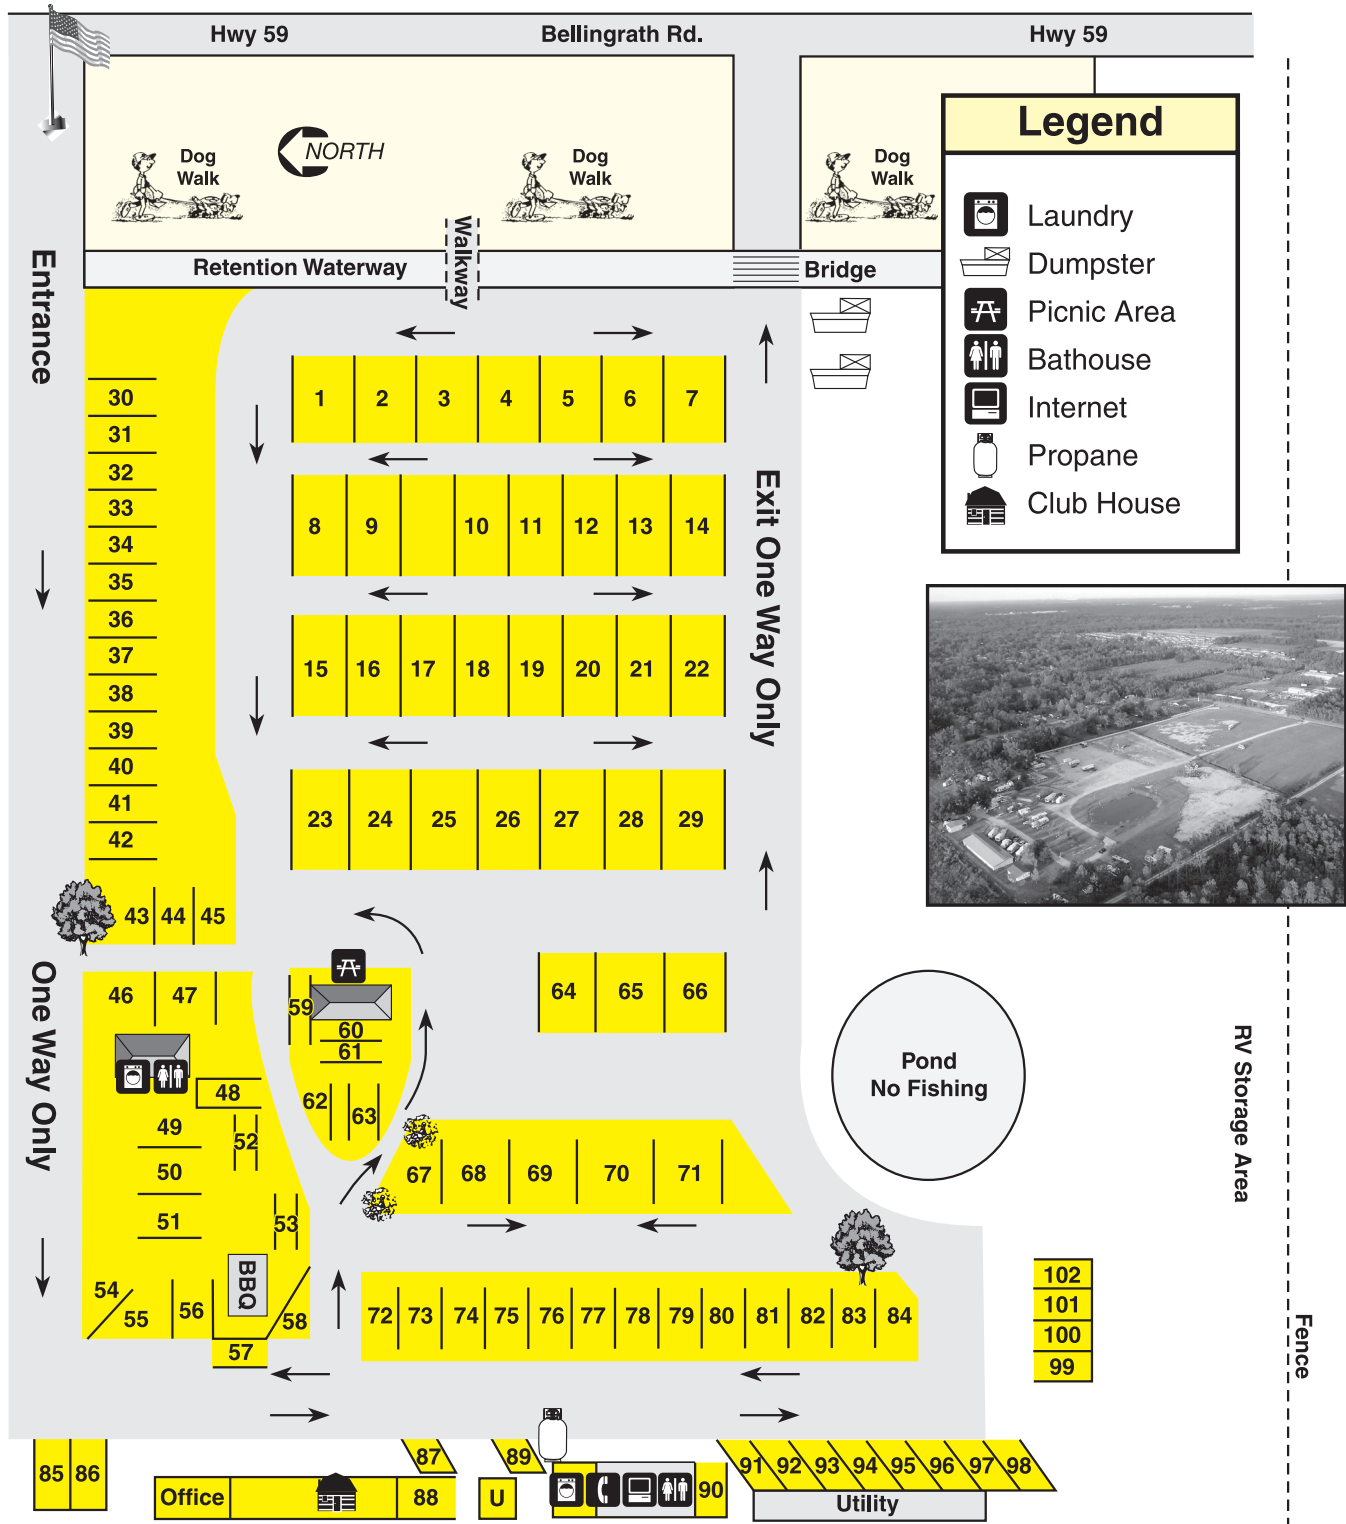 Hwy 59
Bellingrath Rd.
Hwy 59
Legend
Laundry
Dumpster
Picnic Area
Bathouse
Internet
Propane
Club House
Dog
Walk
NORTH
Dog
Walk
Dog
Walk
Retention Waterway
Walkway
Bridge
Entrance
1 2 3 4 5 6 7
30
31
32
33
34
35
36
37
38
39
40
41
42
8 9 10 11 12 13 14
Exit One Way Only
15 16 17 18 19 20 21 22
23 24 25 26 27 28 29
43 44 45
One Way Only
46 47
48
49
50
51
52
53
54
55
56
BBQ
58
57
59
60
61
62
63
64 65 66
Pond
No Fishing
RV Storage Area
67 68 69 70 71
72 73 74 75 76 77 78 79 80 81 82 83 84
102
101
100
99
Fence
85 86
87
89
Office
88
U
90
91 92 93 94 95 96 97 98
Utility